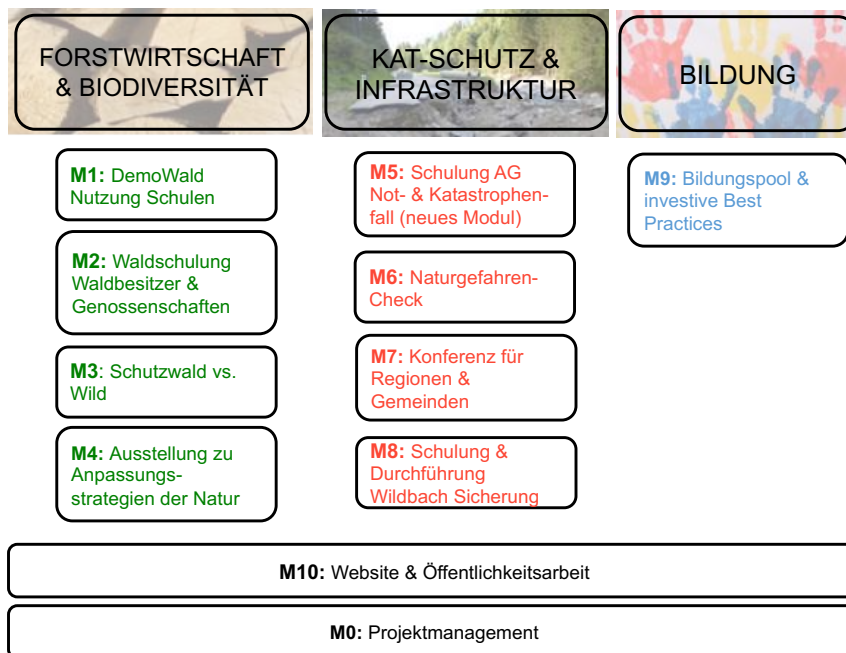 FORSTWIRTSCHAFT
& BIODIVERSITÄT
KAT-SCHUTZ &
INFRASTRUKTUR
BILDUNG
M1: DemoWald
Nutzung Schulen
M2: Waldschulung
Waldbesitzer &
Genossenschaften
M3: Schutzwald vs.
Wild
M4: Ausstellung zu
Anpassungs-
strategien der Natur
M5: Schulung AG
Not- & Katastrophen-
fall (neues Modul)
M6: Naturgefahren-
Check
M7: Konferenz für
Regionen &
Gemeinden
M8: Schulung &
Durchführung
Wildbach Sicherung
M9: Bildungspool &
investive Best
Practices
M10: Website & Öffentlichkeitsarbeit
M0: Projektmanagement